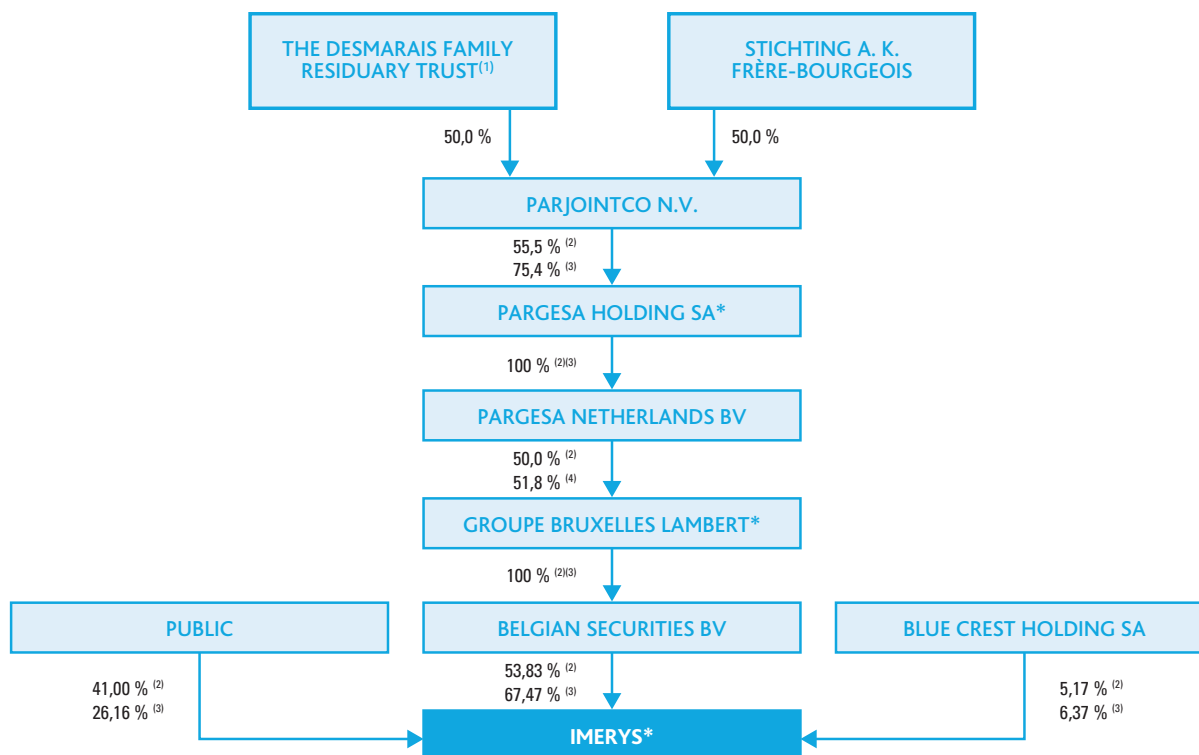 THE DESMARAIS FAMILY
RESIDUARY TRUST(1)
STICHTING A. K.
FRÈRE-BOURGEOIS
50,0 %
50,0 %
PARJOINTCO N.V.
55,5 % (2)
75,4 % (3)
PARGESA HOLDING SA*
100 % (2)(3)
PARGESA NETHERLANDS BV
50,0 % (2)
51,8 % (4)
GROUPE BRUXELLES LAMBERT*
100 % (2)(3)
PUBLIC
BELGIAN SECURITIES BV
BLUE CREST HOLDING SA
41,00 % (2)
26,16 % (3)
53,83 % (2)
67,47 % (3)
5,17 % (2)
6,37 % (3)
IMERYS*